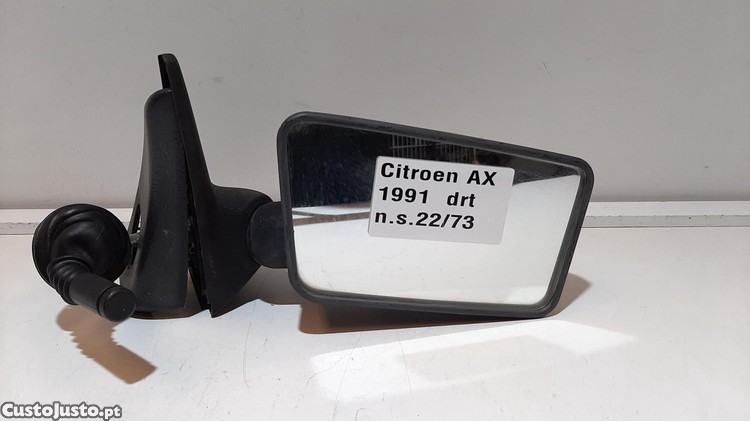 Citroen AX
1991 drt
n.s.22/73
CustoJusto.pt